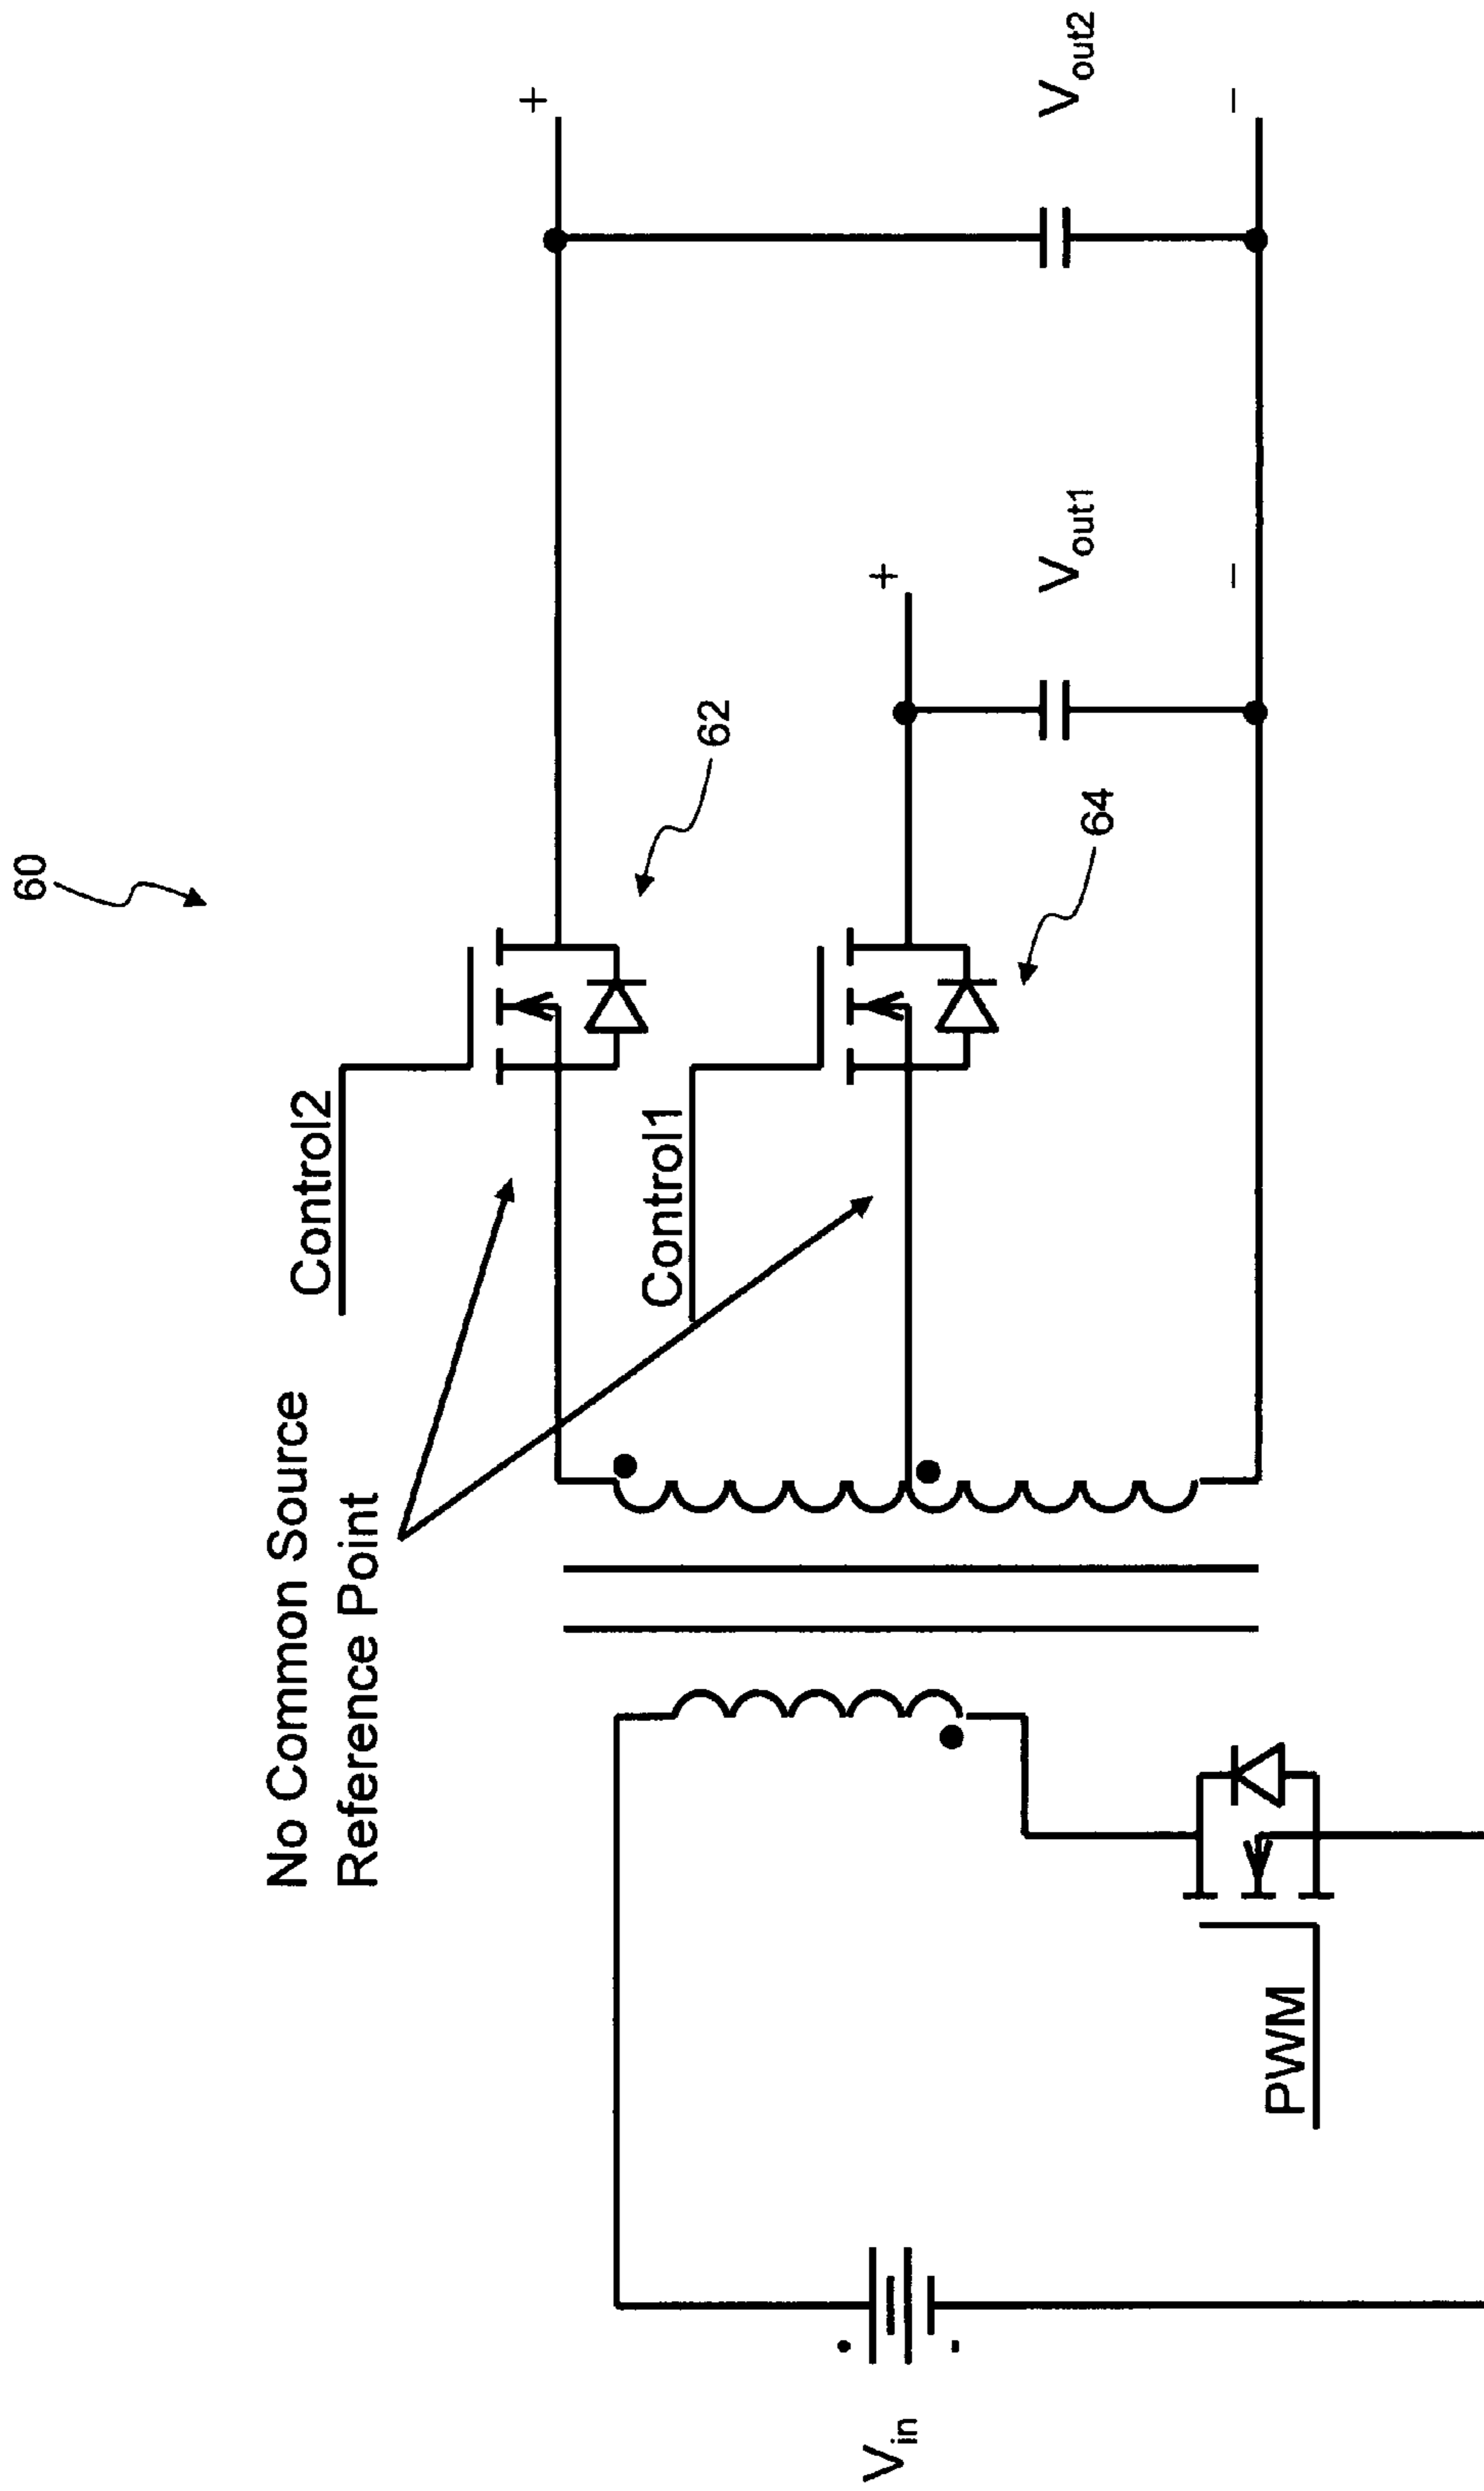 60
No Common Source
Reference Point
Control2
62
Control1
64
+
+
Vout1
Vout2
−
−
Vin
PWM